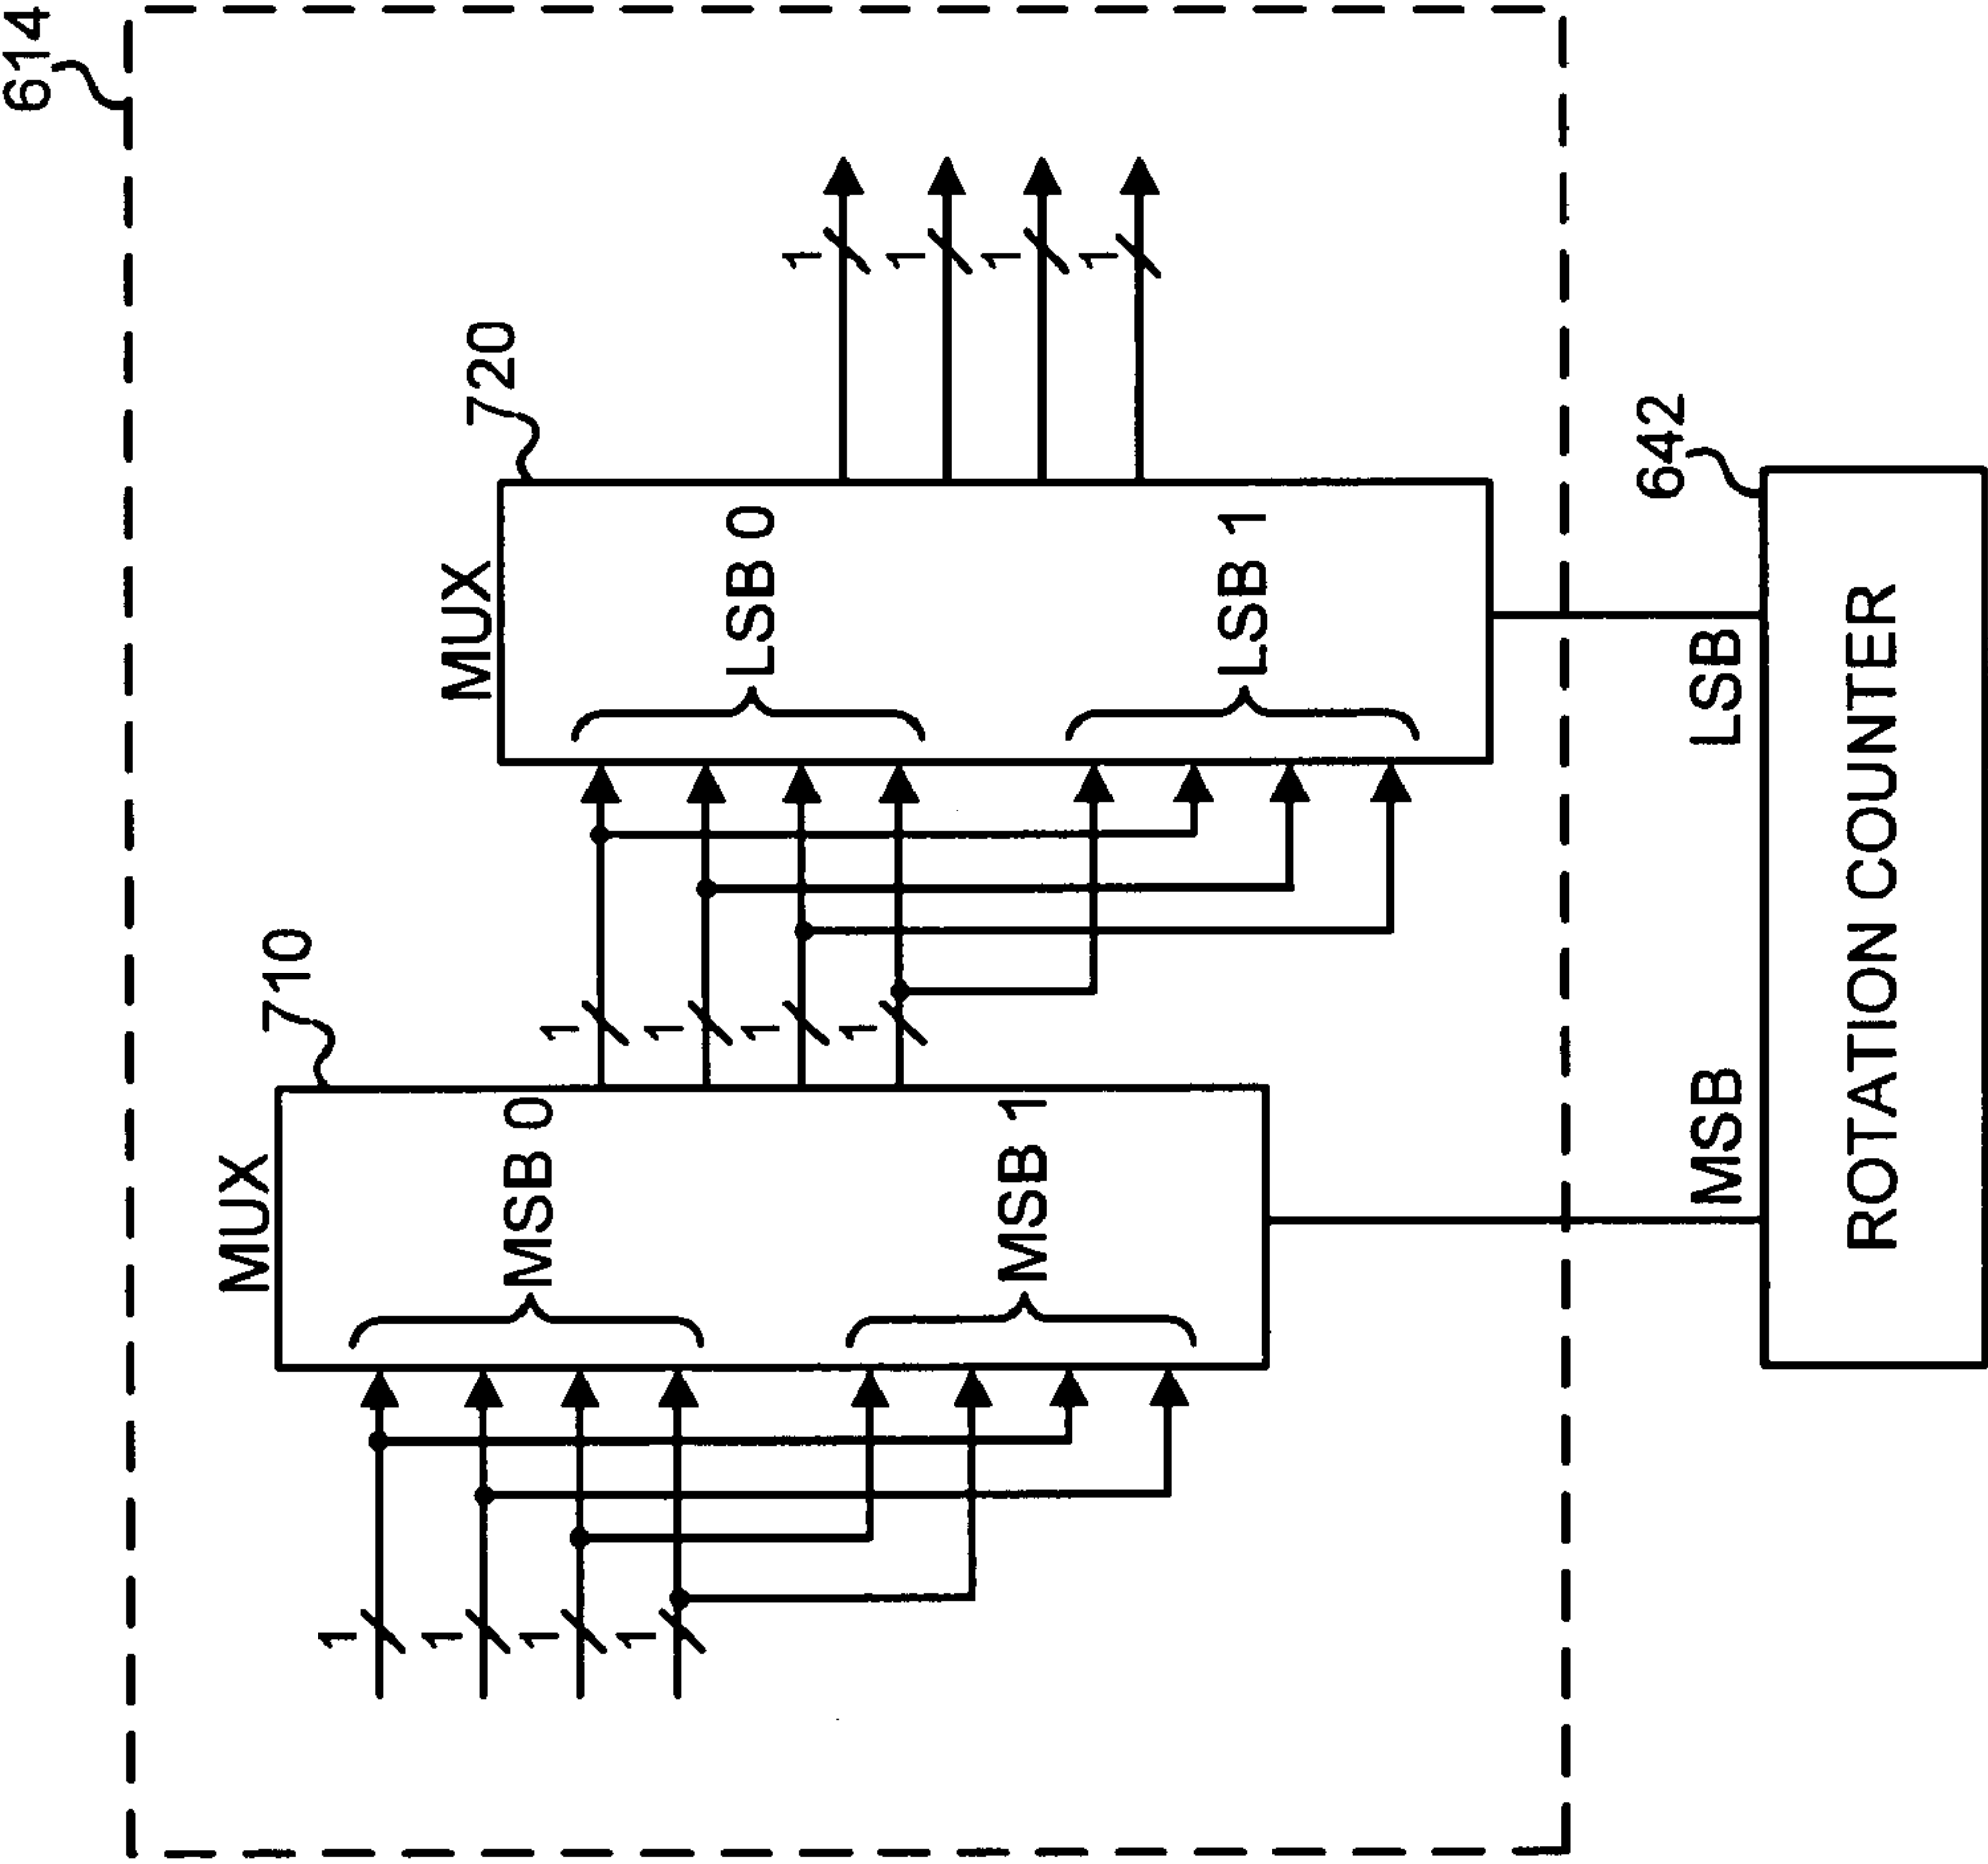 614
MUX
710
MSB 0
MSB 1
1
1
1
1
MUX
720
LSB 0
LSB 1
1
1
1
1
1
1
1
1
MSB
LSB
642
ROTATION COUNTER